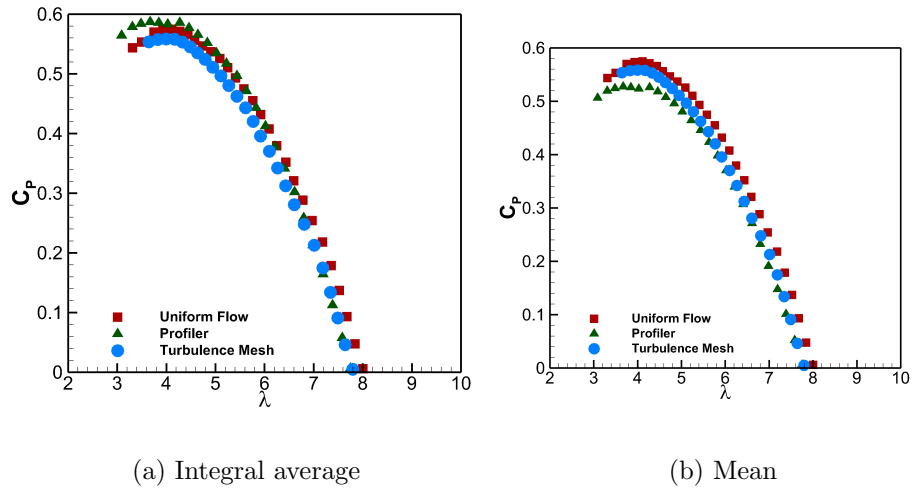 0.6
0.5
0.4
0.3
0.2
0.1
0
C_P
2 3 4 5 6 7 8 9 10
λ
Uniform Flow
Profiler
Turbulence Mesh
(a) Integral average
0.6
0.5
0.4
0.3
0.2
0.1
0
C_P
2 3 4 5 6 7 8 9 10
λ
Uniform Flow
Profiler
Turbulence Mesh
(b) Mean